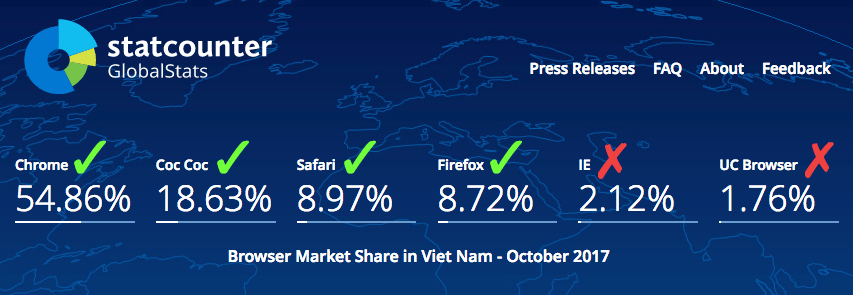 statcounter
GlobalStats
Press Releases FAQ About Feedback
Chrome Coc Coc Safari Firefox IE UC Browser
54.86% 18.63% 8.97% 8.72% 2.12% 1.76%
Browser Market Share in Viet Nam - October 2017